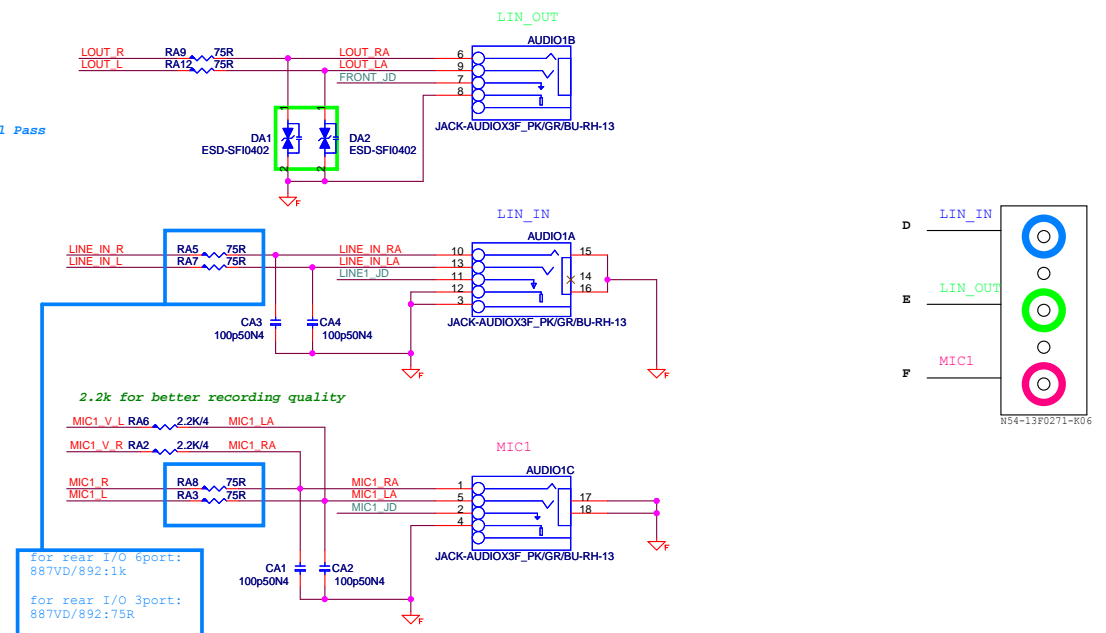 LIN_OUT
AUDIO1B
LOUT_R RA9 75R LOUT_RA 6
LOUT_L RA12 75R LOUT_LA 9
FRONT_JD 7
8
1 1
l Pass
DA1 DA2
ESD-SFI0402 ESD-SFI0402
2 2
JACK-AUDIOX3F_PK/GR/BU-RH-13
F
LIN_IN
AUDIO1A
LINE_IN_R RA5 75R LINE_IN_RA 10 15
LINE_IN_L RA7 75R LINE_IN_LA 13
LINE1_JD 11 14
12 16
3
CA3 CA4
100p50N4 100p50N4
JACK-AUDIOX3F_PK/GR/BU-RH-13
F F
2.2k for better recording quality
MIC1_V_L RA6 2.2K/4 MIC1_LA
MIC1_V_R RA2 2.2K/4 MIC1_RA
MIC1
AUDIO1C
MIC1_R RA8 75R MIC1_RA 1
MIC1_L RA3 75R MIC1_LA 5 17
MIC1_JD 2 18
4
F
JACK-AUDIOX3F_PK/GR/BU-RH-13
CA1 CA2
100p50N4 100p50N4
F
for rear I/O 6port:
887VD/892:1k
for rear I/O 3port:
887VD/892:75R
D LIN_IN
E LIN_OUT
F MIC1
N54-13F0271-K06